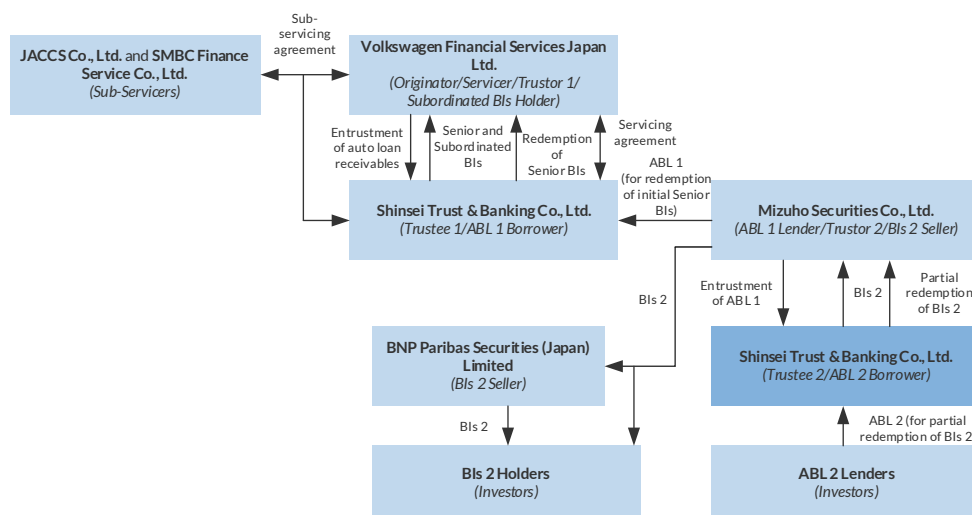 Sub-
servicing
agreement
JACCS Co., Ltd. and SMBC Finance
Service Co., Ltd.
(Sub-Servicers)
Volkswagen Financial Services Japan
Ltd.
(Originator/Servicer/Trustor 1/
Subordinated BIs Holder)
Entrustment
of auto loan
receivables
Senior and
Subordinated
BIs
Redemption
of
Senior BIs
Servicing
agreement
ABL 1
(for redemption
of initial Senior
BIs)
Shinsei Trust & Banking Co., Ltd.
(Trustee 1/ABL 1 Borrower)
Mizuho Securities Co., Ltd.
(ABL 1 Lender/Trustor 2/BIs 2 Seller)
BIs 2
Entrustment
of ABL 1
BIs 2
Partial
redemption
of BIs 2
BNP Paribas Securities (Japan)
Limited
(BIs 2 Seller)
Shinsei Trust & Banking Co., Ltd.
(Trustee 2/ABL 2 Borrower)
BIs 2
ABL 2 (for partial
redemption of BIs 2
BIs 2 Holders
(Investors)
ABL 2 Lenders
(Investors)